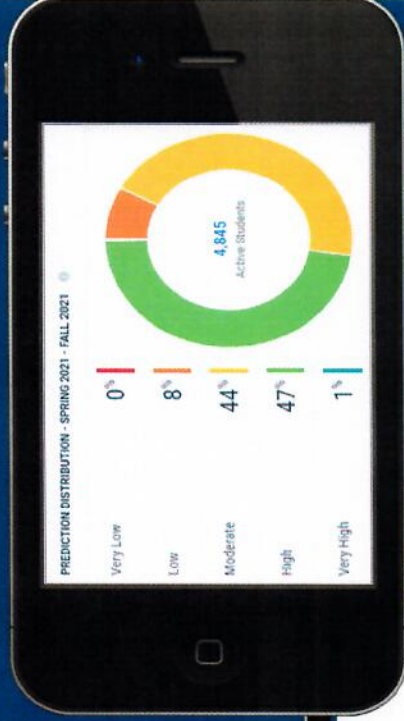 PREDICTION DISTRIBUTION - SPRING 2021 - FALL 2021
Very Low 0%
Low 8%
Moderate 44%
High 47%
Very High 1%
4,845
Active Students